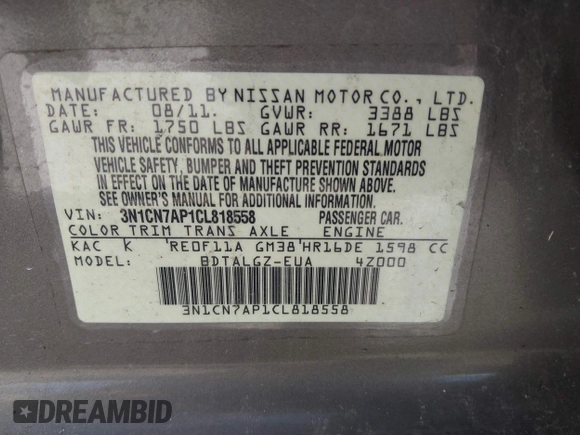 MANUFACTURED BY NISSAN MOTOR CO., LTD.
DATE: 08/11. GVWR: 3388 LBS
GAWR FR: 1750 LBS GAWR RR: 1671 LBS
THIS VEHICLE CONFORMS TO ALL APPLICABLE FEDERAL MOTOR
VEHICLE SAFETY, BUMPER AND THEFT PREVENTION STANDARDS
IN EFFECT ON THE DATE OF MANUFACTURE SHOWN ABOVE.
SEE OWNER'S MANUAL FOR ADDITIONAL INFORMATION.
VIN: 3N1CN7AP1CL818558 PASSENGER CAR.
COLOR TRIM TRANS AXLE ENGINE
KAC K RE0F11A GM38 HR16DE 1598 CC
MODEL: BDTALGZ-EUA 4Z000
3N1CN7AP1CL818558
DREAMBID